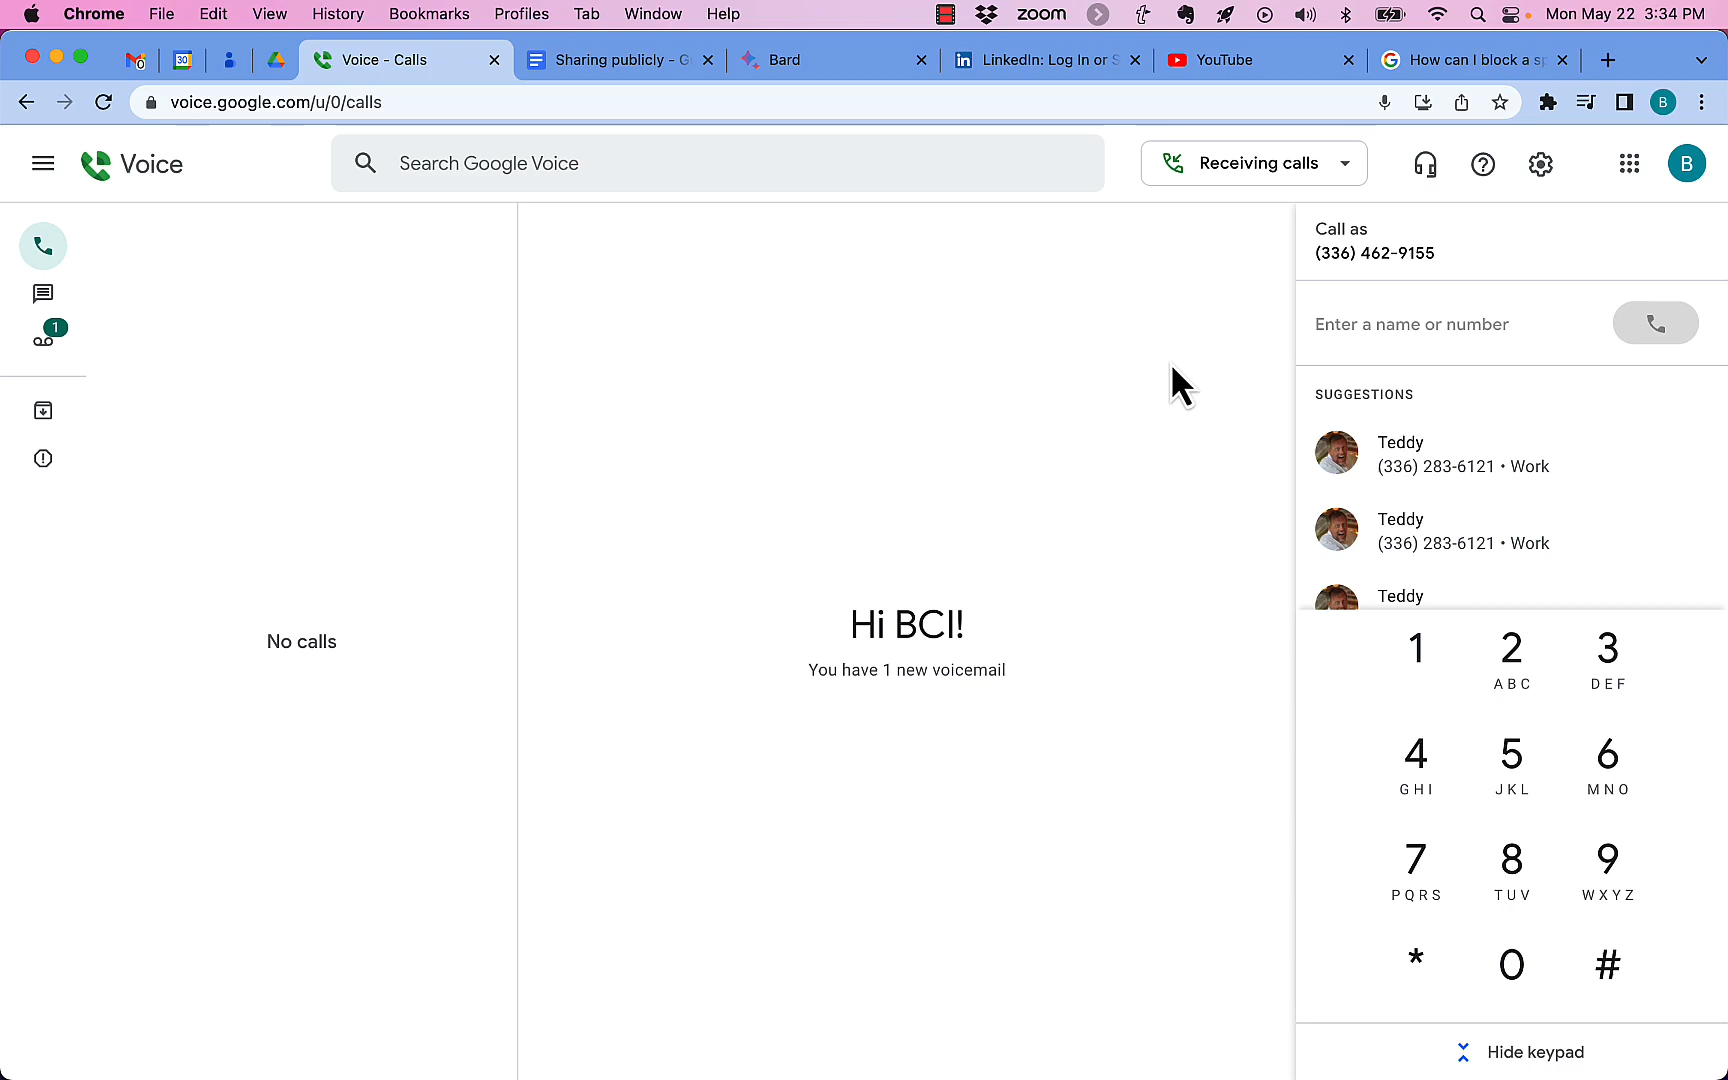 Chrome File Edit View History Bookmarks Profiles Tab Window Help zoom Mon May 22 3:34 PM
0 30 Voice - Calls Sharing publicly - G Bard LinkedIn: Log In or S YouTube How can I block a sp
voice.google.com/u/0/calls B
Voice Search Google Voice Receiving calls B
1
No calls
Hi BCI!
You have 1 new voicemail
Call as
(336) 462-9155
Enter a name or number
SUGGESTIONS
Teddy
(336) 283-6121 • Work
Teddy
(336) 283-6121 • Work
Teddy
1 2 3
ABC DEF
4 5 6
GHI JKL MNO
7 8 9
PQRS TUV WXYZ
* 0 #
Hide keypad